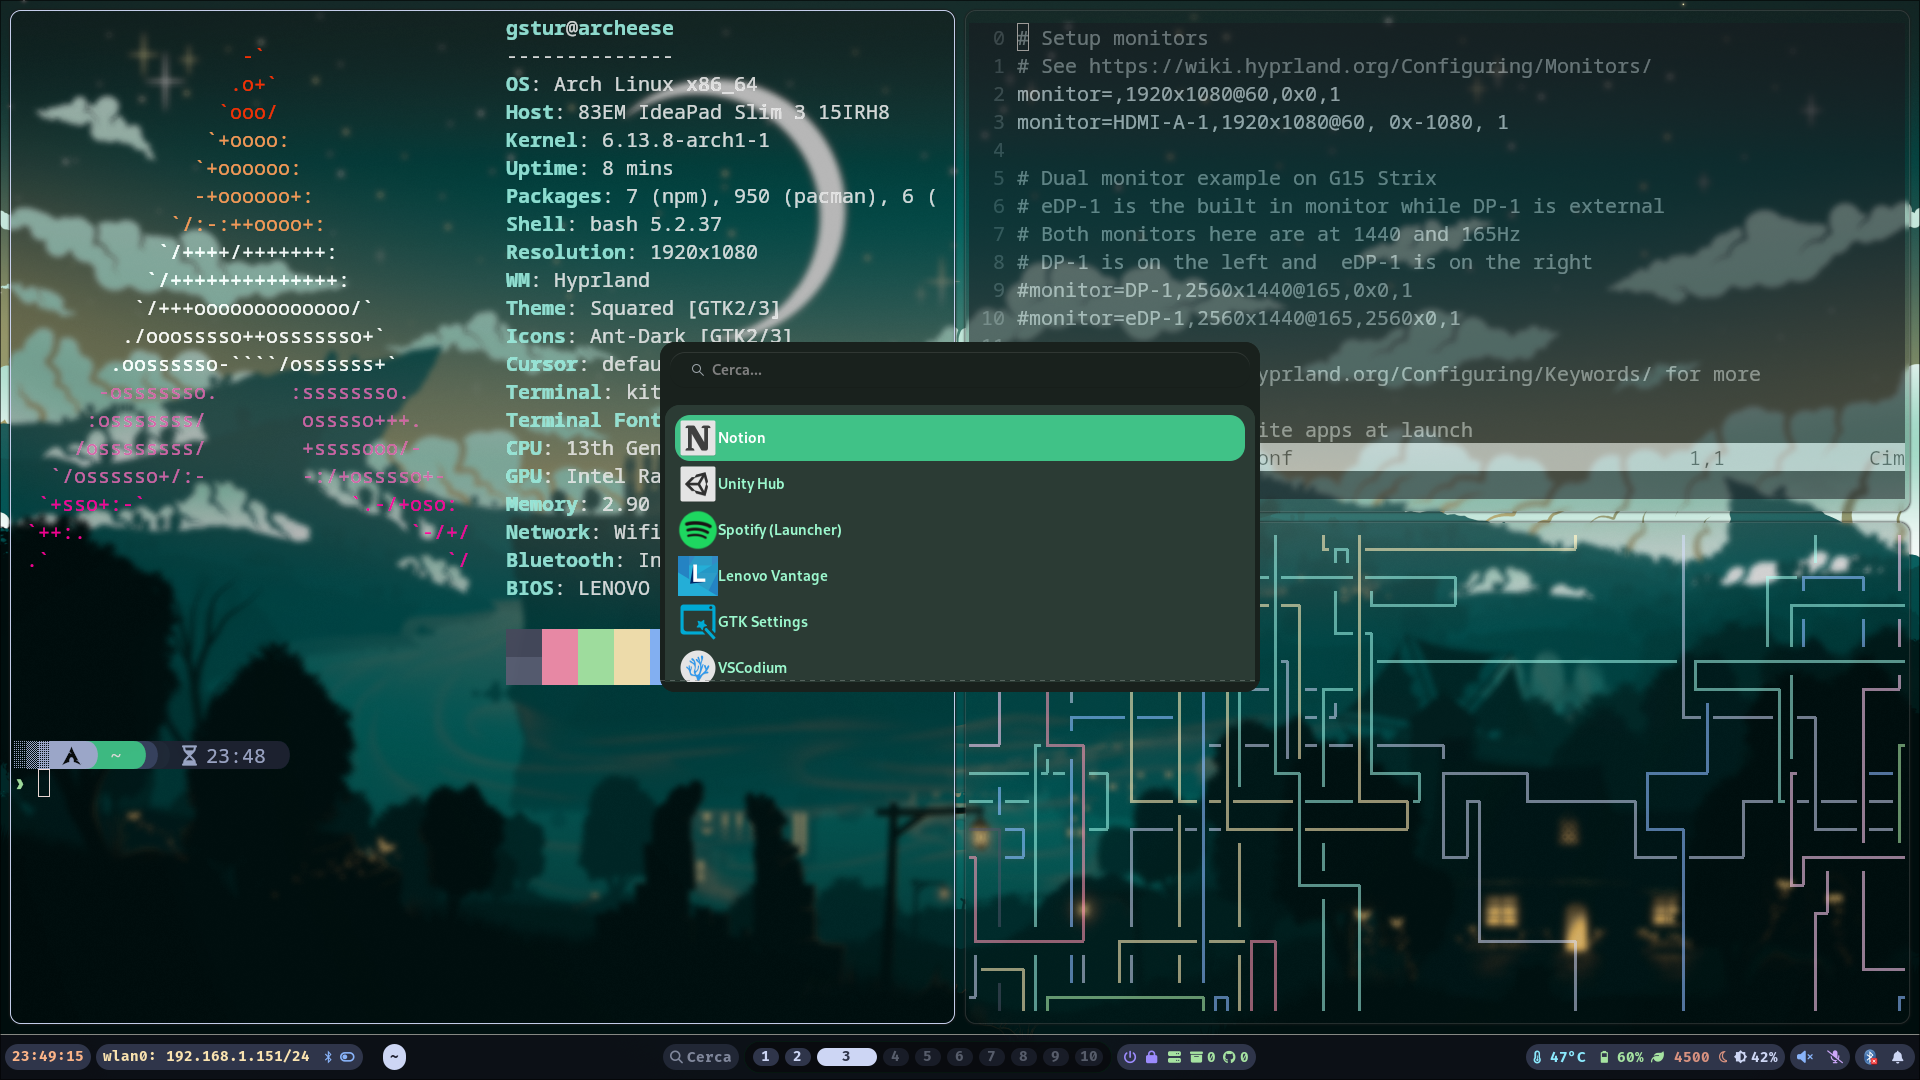 gstur@archeese
--------------
OS: Arch Linux x86_64
Host: 83EM IdeaPad Slim 3 15IRH8
Kernel: 6.13.8-arch1-1
Uptime: 8 mins
Packages: 7 (npm), 950 (pacman), 6 (
Shell: bash 5.2.37
Resolution: 1920x1080
WM: Hyprland
Theme: Squared [GTK2/3]
Icons: Ant-Dark [GTK2/3]
Cursor: defau
Terminal: kit
Terminal Font
CPU: 13th Gen
GPU: Intel Ra
Memory: 2.90
Network: Wifi
Bluetooth: In
BIOS: LENOVO
~ 23:48
❯
0 # Setup monitors
1 # See https://wiki.hyprland.org/Configuring/Monitors/
2 monitor=,1920x1080@60,0x0,1
3 monitor=HDMI-A-1,1920x1080@60, 0x-1080, 1
4
5 # Dual monitor example on G15 Strix
6 # eDP-1 is the built in monitor while DP-1 is external
7 # Both monitors here are at 1440 and 165Hz
8 # DP-1 is on the left and  eDP-1 is on the right
9 #monitor=DP-1,2560x1440@165,0x0,1
10 #monitor=eDP-1,2560x1440@165,2560x0,1
yprland.org/Configuring/Keywords/ for more
ite apps at launch
onf 1,1 Cim
Cerca...
Notion
Unity Hub
Spotify (Launcher)
Lenovo Vantage
GTK Settings
VSCodium
23:49:15 wlan0: 192.168.1.151/24 ~ Cerca 1 2 3 4 5 6 7 8 9 10 0 0 47°C 60% 4500 42%